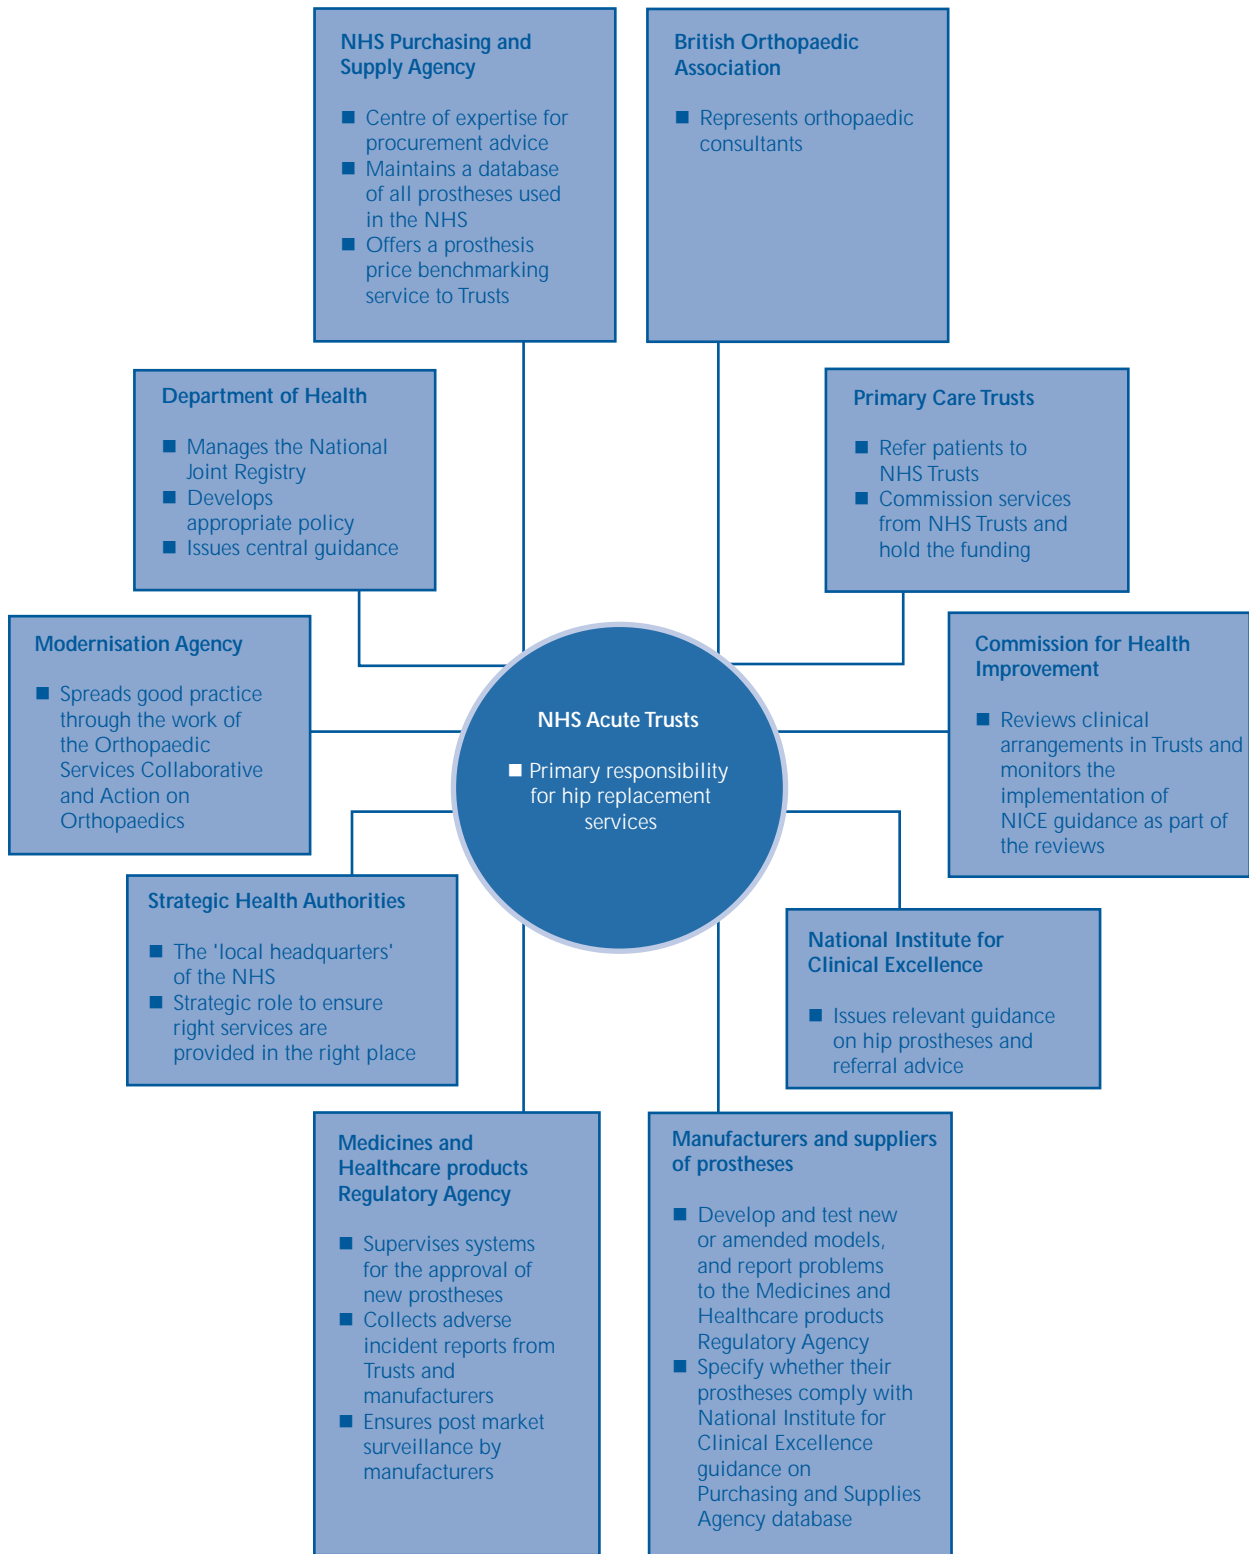 NHS Purchasing and
Supply Agency
■ Centre of expertise for
procurement advice
■ Maintains a database
of all prostheses used
in the NHS
■ Offers a prosthesis
price benchmarking
service to Trusts
British Orthopaedic
Association
■ Represents orthopaedic
consultants
Department of Health
■ Manages the National
Joint Registry
■ Develops
appropriate policy
■ Issues central guidance
Primary Care Trusts
■ Refer patients to
NHS Trusts
■ Commission services
from NHS Trusts and
hold the funding
Modernisation Agency
■ Spreads good practice
through the work of
the Orthopaedic
Services Collaborative
and Action on
Orthopaedics
NHS Acute Trusts
■ Primary responsibility
for hip replacement
services
Commission for Health
Improvement
■ Reviews clinical
arrangements in Trusts and
monitors the
implementation of
NICE guidance as part of
the reviews
Strategic Health Authorities
■ The 'local headquarters'
of the NHS
■ Strategic role to ensure
right services are
provided in the right place
National Institute for
Clinical Excellence
■ Issues relevant guidance
on hip prostheses and
referral advice
Medicines and
Healthcare products
Regulatory Agency
■ Supervises systems
for the approval of
new prostheses
■ Collects adverse
incident reports from
Trusts and
manufacturers
■ Ensures post market
surveillance by
manufacturers
Manufacturers and suppliers
of prostheses
■ Develop and test new
or amended models,
and report problems
to the Medicines and
Healthcare products
Regulatory Agency
■ Specify whether their
prostheses comply with
National Institute for
Clinical Excellence
guidance on
Purchasing and Supplies
Agency database